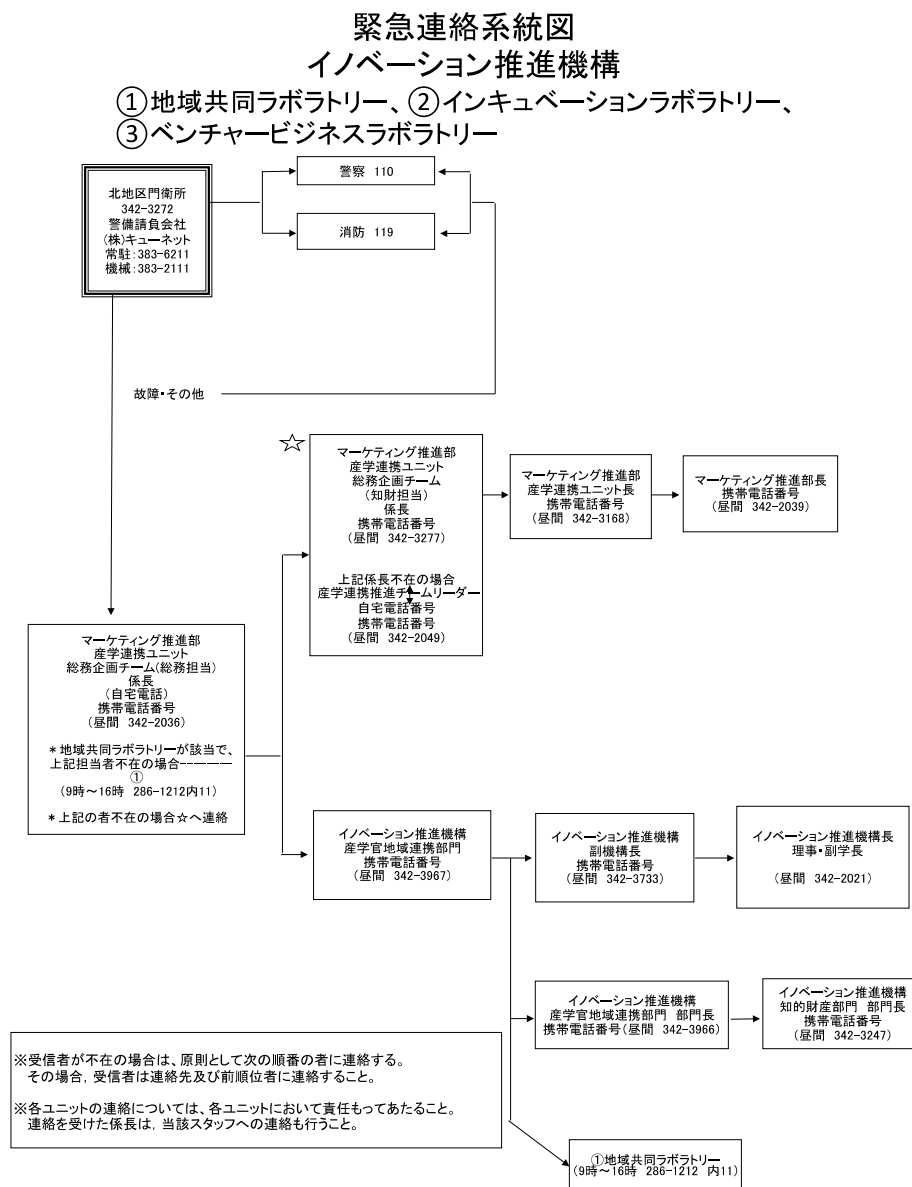 緊急連絡系統図
イノベーション推進機構
①地域共同ラボラトリー、②インキュベーションラボラトリー、
③ベンチャービジネスラボラトリー
北地区門衛所
342-3272
警備請負会社
(株)キューネット
常駐:383-6211
機械:383-2111
警察 110
消防 119
故障・その他
☆
マーケティング推進部
産学連携ユニット
総務企画チーム
(知財担当)
係長
携帯電話番号
(昼間 342-3277)
上記係長不在の場合
産学連携推進チームリーダー
自宅電話番号
携帯電話番号
(昼間 342-2049)
マーケティング推進部
産学連携ユニット長
携帯電話番号
(昼間 342-3168)
マーケティング推進部長
携帯電話番号
(昼間 342-2039)
マーケティング推進部
産学連携ユニット
総務企画チーム(総務担当)
係長
(自宅電話)
携帯電話番号
(昼間 342-2036)
*地域共同ラボラトリーが該当で、
上記担当者不在の場合--------
①
(9時~16時 286-1212内11)
*上記の者不在の場合☆へ連絡
イノベーション推進機構
産学官地域連携部門
携帯電話番号
(昼間 342-3967)
イノベーション推進機構
副機構長
携帯電話番号
(昼間 342-3733)
イノベーション推進機構長
理事・副学長
(昼間 342-2021)
イノベーション推進機構
産学官地域連携部門 部門長
携帯電話番号(昼間 342-3966)
イノベーション推進機構
知的財産部門 部門長
携帯電話番号
(昼間 342-3247)
※受信者が不在の場合は、原則として次の順番の者に連絡する。
その場合, 受信者は連絡先及び前順位者に連絡すること。
※各ユニットの連絡については、各ユニットにおいて責任もってあたること。
連絡を受けた係長は, 当該スタッフへの連絡も行うこと。
①地域共同ラボラトリー
(9時~16時 286-1212 内11)